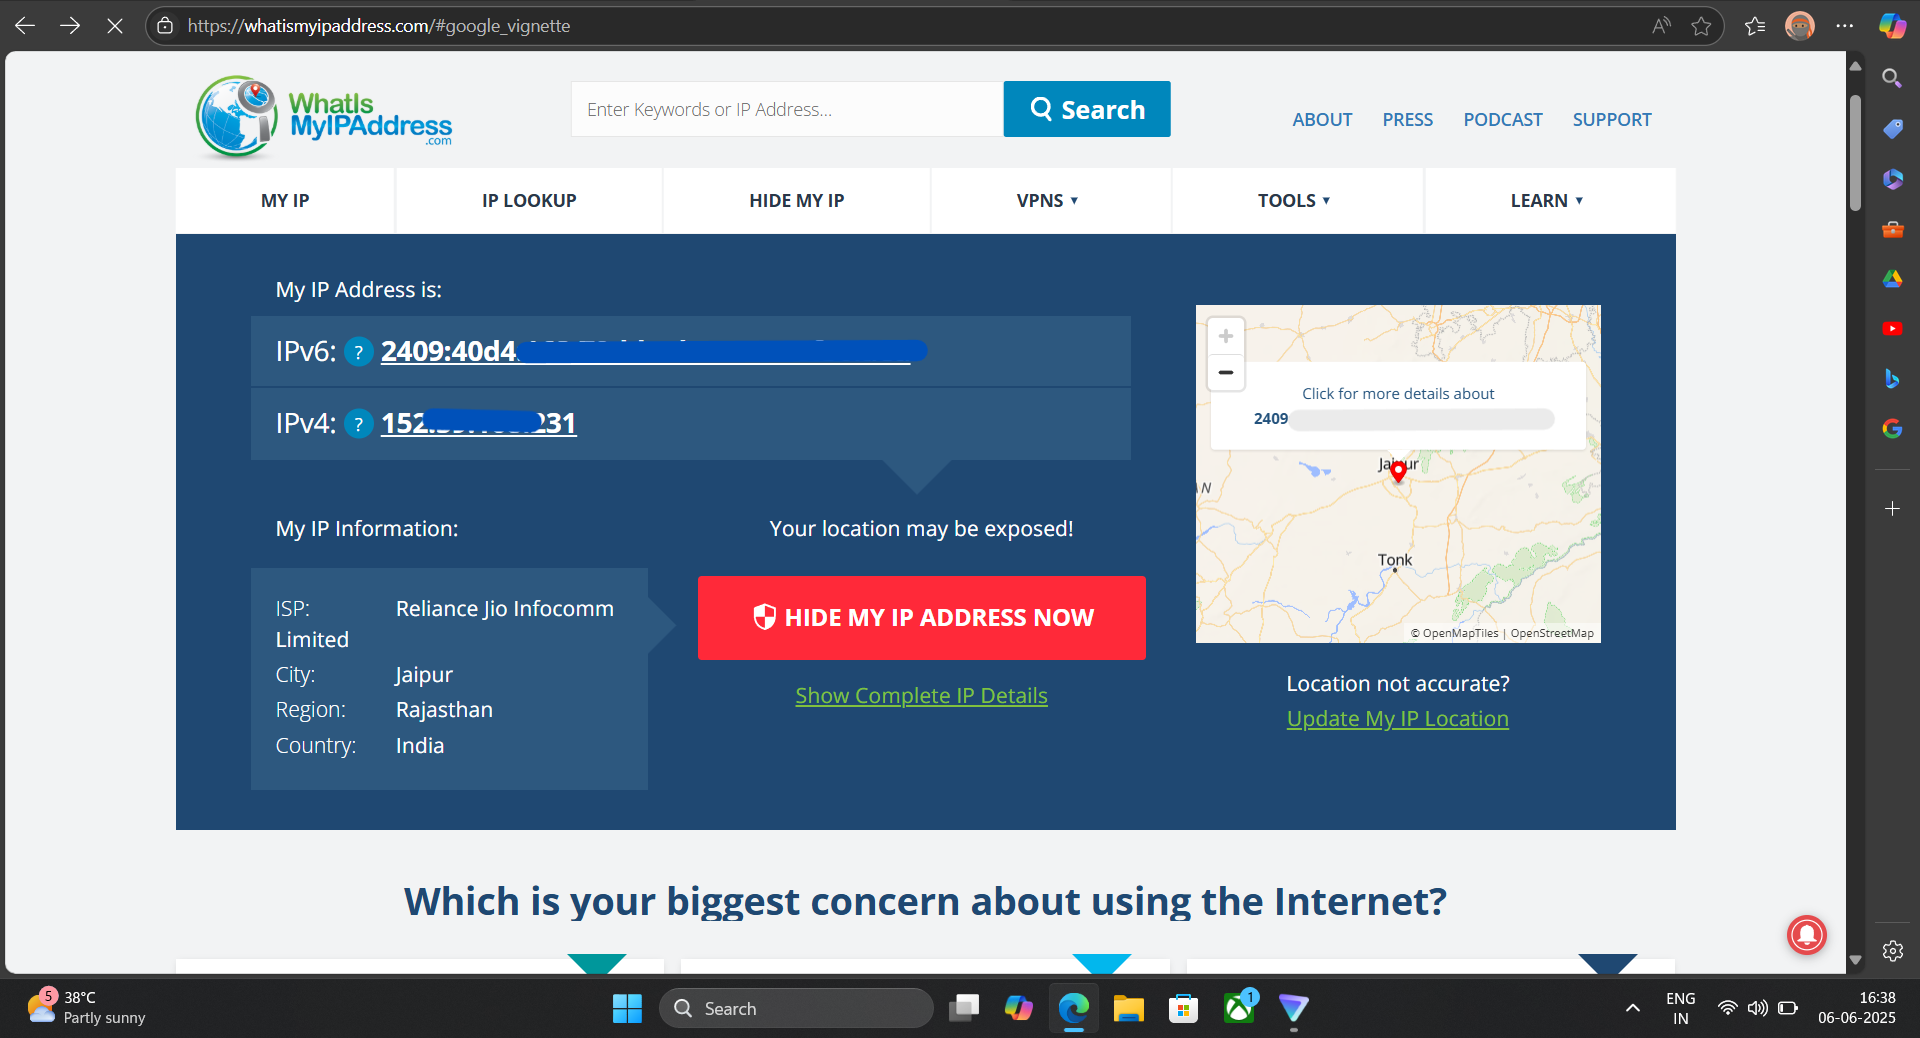 https://whatismyipaddress.com/#google_vignette
WhatIs
MyIPAddress
.com
Enter Keywords or IP Address...
Search
ABOUT PRESS PODCAST SUPPORT
MY IP IP LOOKUP HIDE MY IP VPNS ▾ TOOLS ▾ LEARN ▾
My IP Address is:
IPv6: ? 2409:40d4
IPv4: ? 152 231
Click for more details about
2409
Jaipur
Tonk
© OpenMapTiles | OpenStreetMap
My IP Information:
Your location may be exposed!
ISP: Reliance Jio Infocomm
Limited
City: Jaipur
Region: Rajasthan
Country: India
HIDE MY IP ADDRESS NOW
Show Complete IP Details
Location not accurate?
Update My IP Location
Which is your biggest concern about using the Internet?
5
38°C
Partly sunny
Search
1
ENG
IN
16:38
06-06-2025